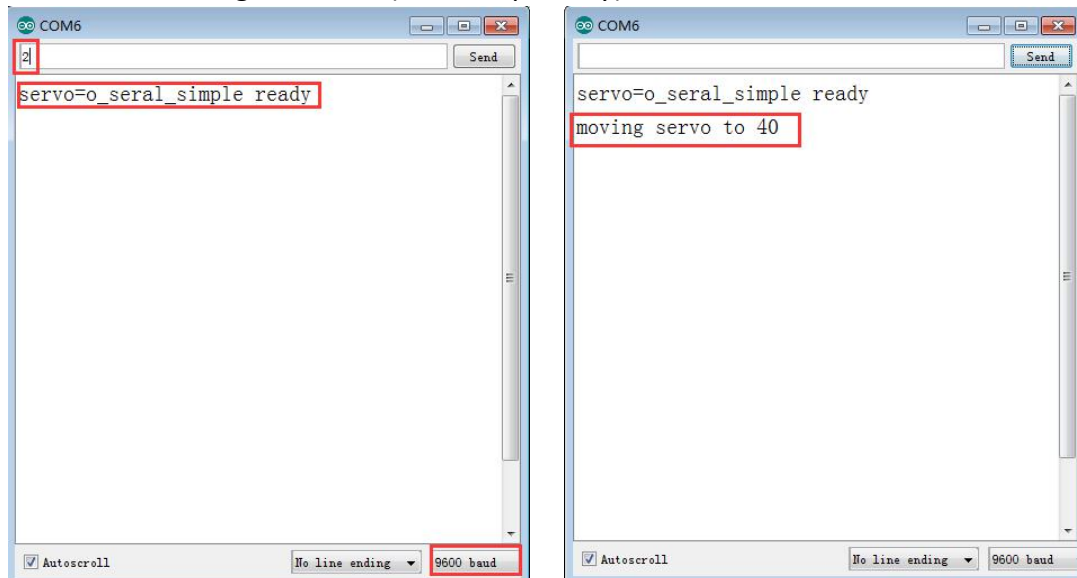 COM6
2
Send
servo=o_seral_simple ready
Autoscroll
No line ending
9600 baud
COM6
Send
servo=o_seral_simple ready
moving servo to 40
Autoscroll
No line ending
9600 baud